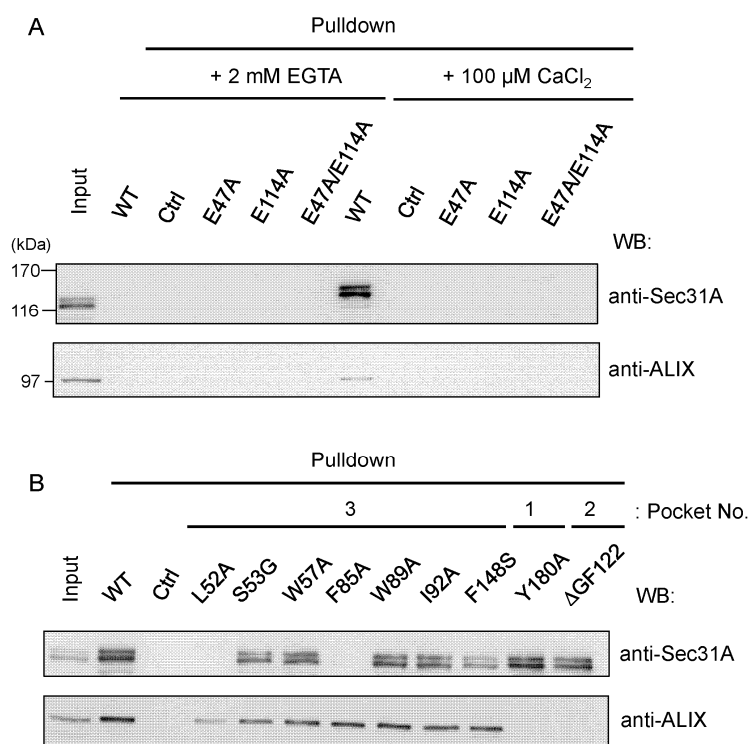 A
Pulldown
+ 2 mM EGTA
+ 100 µM CaCl2
Input
WT
Ctrl
E47A
E114A
E47A/E114A
WT
Ctrl
E47A
E114A
E47A/E114A
(kDa)
WB:
170
116
anti-Sec31A
97
anti-ALIX
B
Pulldown
3
1
2
: Pocket No.
Input
WT
Ctrl
L52A
S53G
W57A
F85A
W89A
I92A
F148S
Y180A
ΔGF122
WB:
anti-Sec31A
anti-ALIX